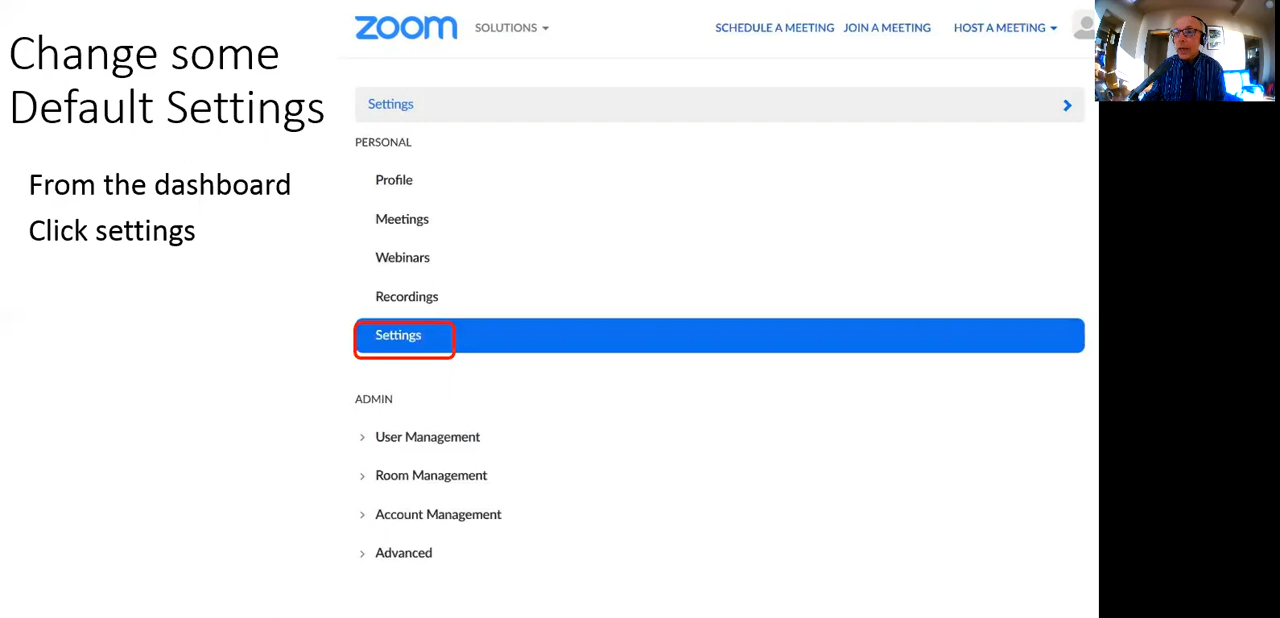 Change some
Default Settings
From the dashboard
Click settings
zoom SOLUTIONS SCHEDULE A MEETING JOIN A MEETING HOST A MEETING
Settings
PERSONAL
Profile
Meetings
Webinars
Recordings
Settings
ADMIN
User Management
Room Management
Account Management
Advanced